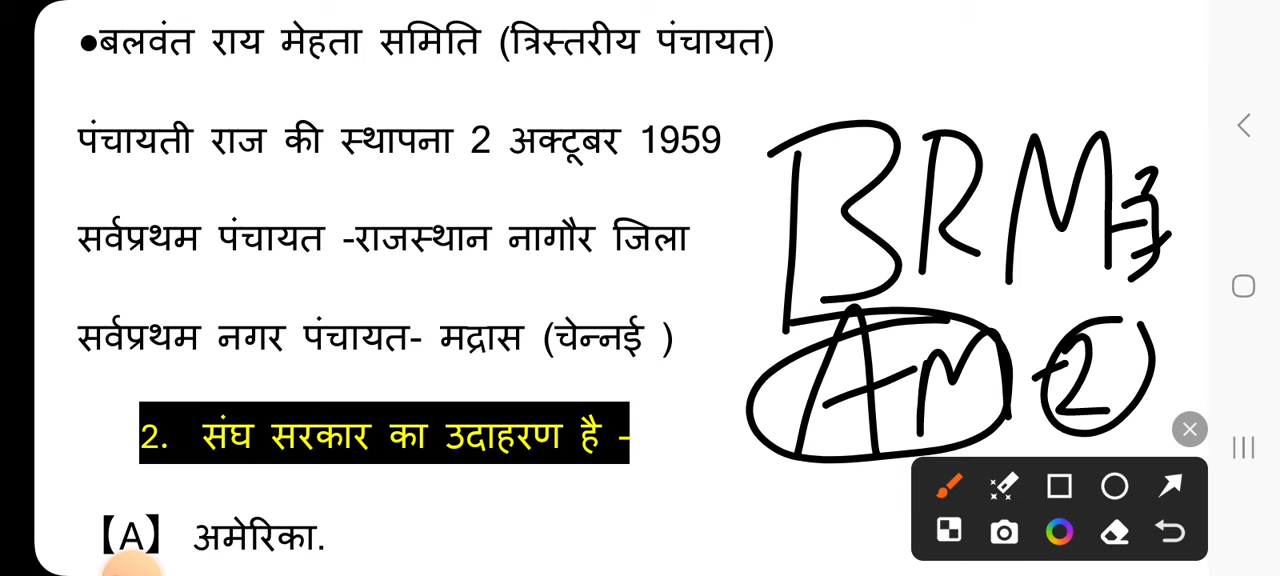 ●बलवंत राय मेहता समिति (त्रिस्तरीय पंचायत)
पंचायती राज की स्थापना 2 अक्टूबर 1959
सर्वप्रथम पंचायत -राजस्थान नागौर जिला
सर्वप्रथम नगर पंचायत- मद्रास (चेन्नई )
2. संघ सरकार का उदाहरण है -
【A】 अमेरिका.
BRM
AM-2